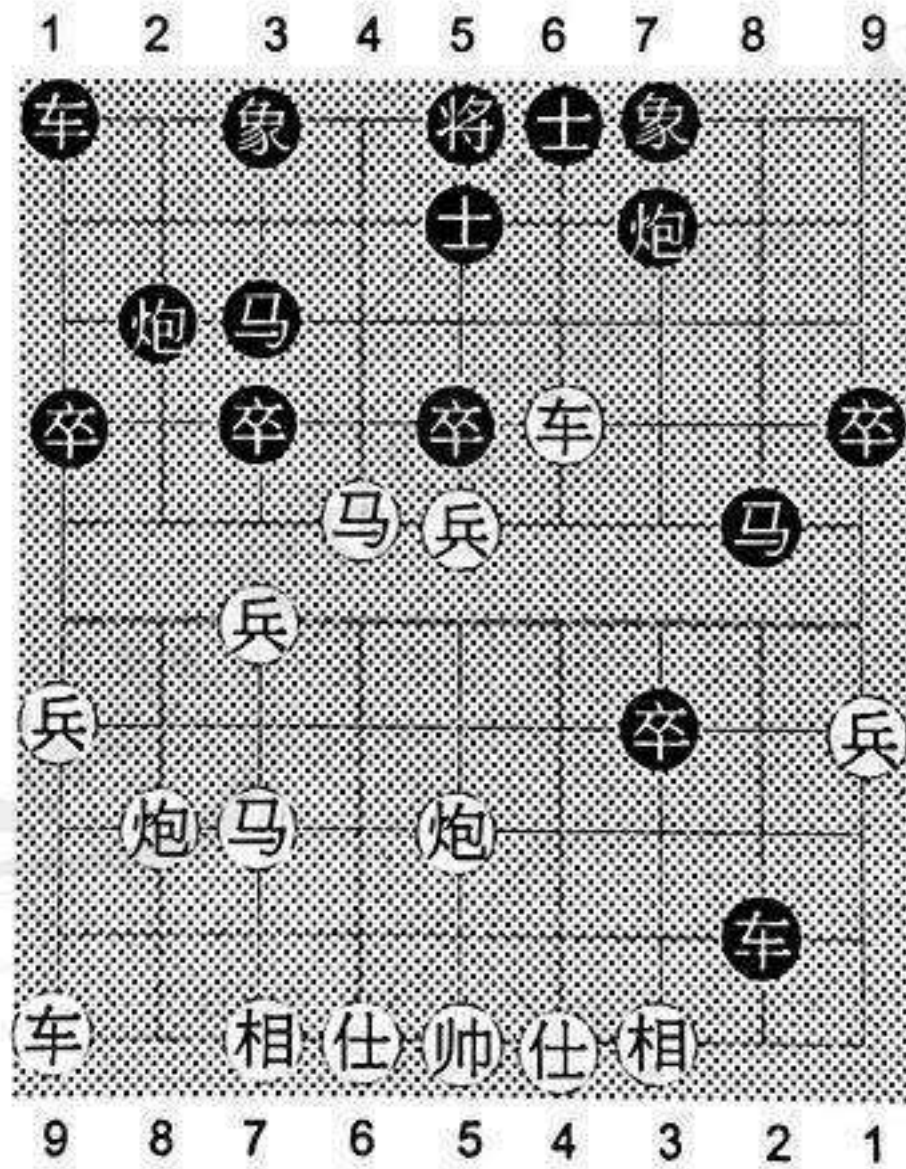 1 2 3 4 5 6 7 8 9
车 象 将 士 象
士 炮
炮 马
卒 卒 卒 车 卒
马 兵 马
兵
兵 卒 兵
炮 马 炮
车
车 相 仕 帅 仕 相
9 8 7 6 5 4 3 2 1